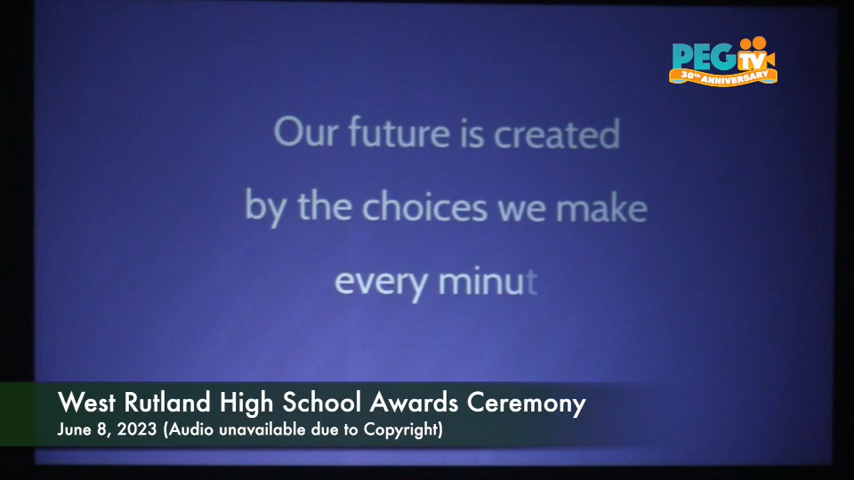 PEG
TV
30TH ANNIVERSARY
Our future is created
by the choices we make
every minut
West Rutland High School Awards Ceremony
June 8, 2023 (Audio unavailable due to Copyright)